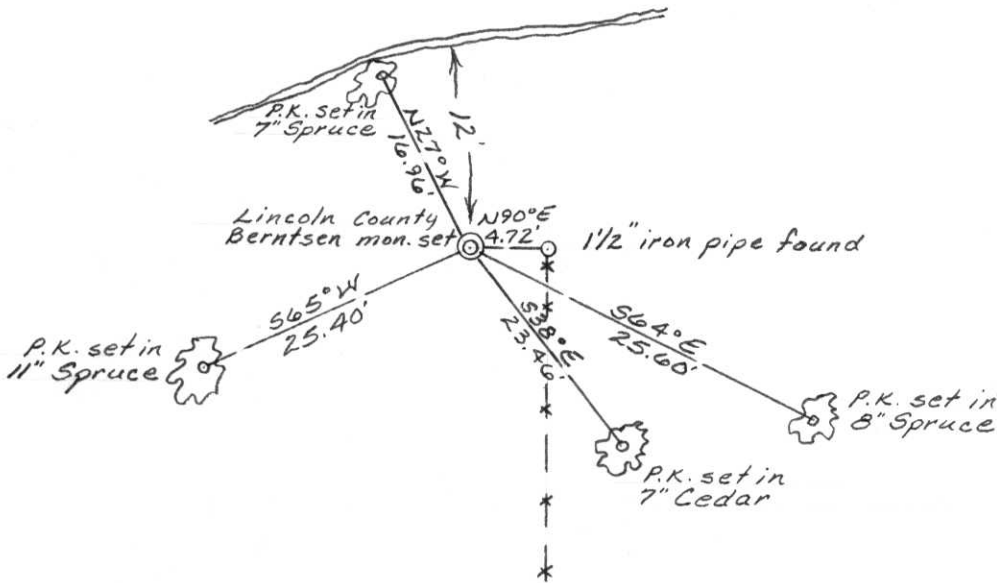 P.K. set in
7" Spruce
N27°W
16.96'
12'
Lincoln County
Berntsen mon. set
N90°E
4.72'
1 1/2" iron pipe found
S65°W
25.40'
S38°E
23.46'
S64°E
25.60'
P.K. set in
11" Spruce
P.K. set in
8" Spruce
P.K. set in
7" Cedar